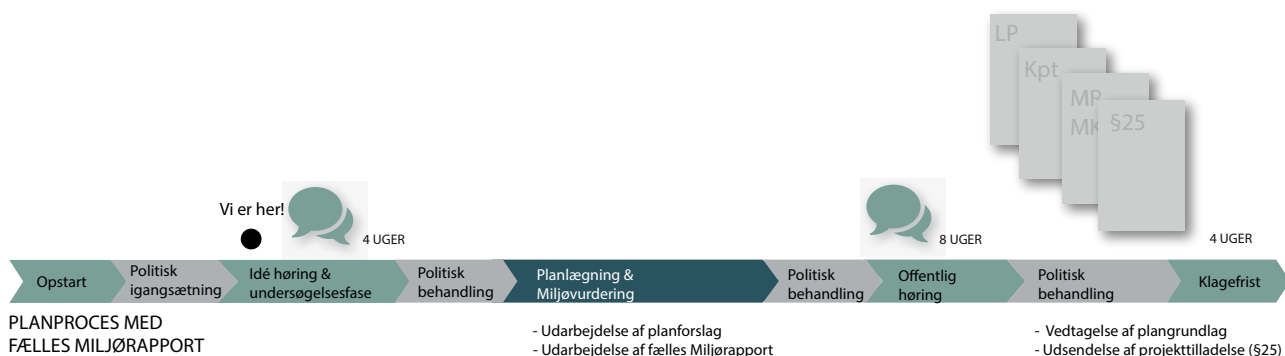 LP
Kpt
MR
MK
§25
Vi er her!
4 UGER
8 UGER
4 UGER
Opstart
Politisk
igangsætning
Idé høring &
undersøgelsesfase
Politisk
behandling
Planlægning &
Miljøvurdering
Politisk
behandling
Offentlig
høring
Politisk
behandling
Klagefrist
PLANPROCES MED
FÆLLES MILJØRAPPORT
- Udarbejdelse af planforslag
- Udarbejdelse af fælles Miljørapport
- Vedtagelse af plangrundlag
- Udsendelse af projekttilladelse (§25)